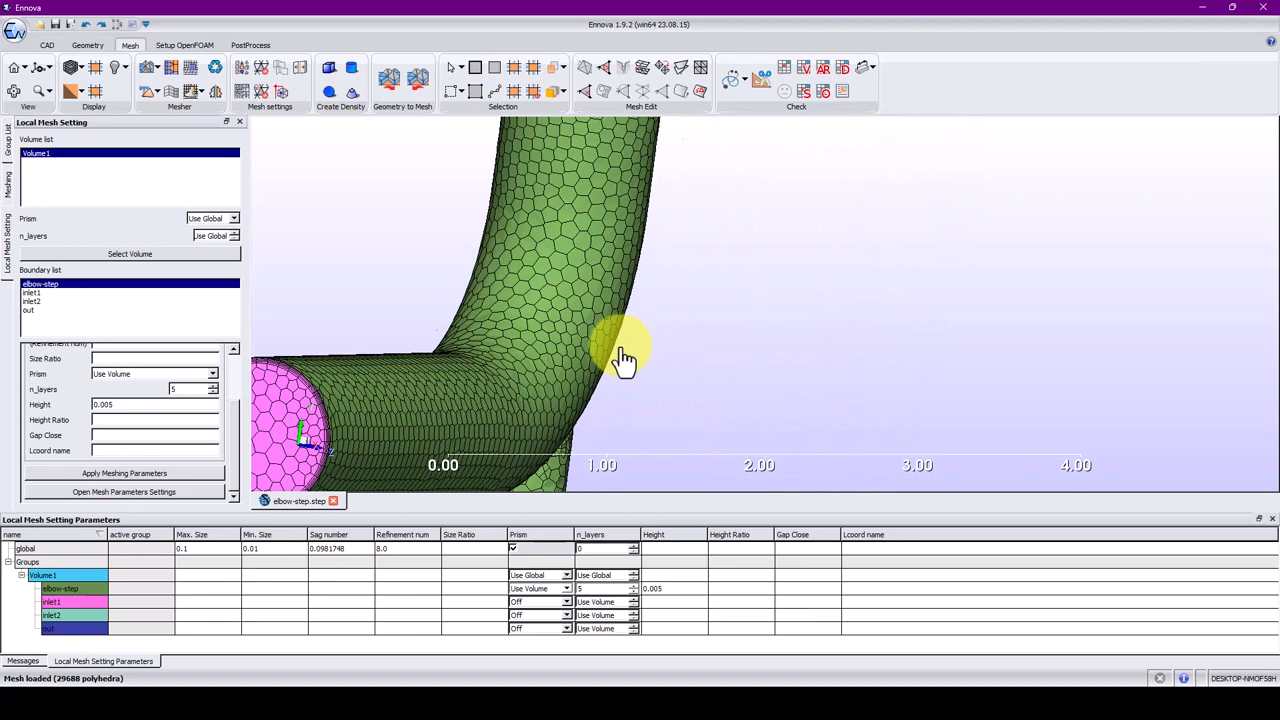 Ennova
Ennova 1.9.2 (win64 23.08.15)
CAD Geometry Mesh Setup OpenFOAM PostProcess
View Display Mesher Mesh settings Create Density Geometry to Mesh Selection Mesh Edit Check
Local Mesh Setting
Volume list
Volume1
Prism Use Global
n_layers Use Global
Select Volume
Boundary list
elbow-step
inlet1
inlet2
out
Size Ratio
Prism Use Volume
n_layers 5
Height 0.005
Height Ratio
Gap Close
Lcoord name
Apply Meshing Parameters
Open Mesh Parameters Settings
Group List
Meshing
Local Mesh Setting
0.00 1.00 2.00 3.00 4.00
elbow-step.step
Local Mesh Setting Parameters
name active group Max. Size Min. Size Sag number Refinement num Size Ratio Prism n_layers Height Height Ratio Gap Close Lcoord name
global 0.1 0.01 0.0981748 8.0 0
Groups
Volume1 Use Global Use Global
elbow-step Use Volume 5 0.005
inlet1 Off Use Volume
inlet2 Off Use Volume
out Off Use Volume
Messages Local Mesh Setting Parameters
Mesh loaded (29688 polyhedra) DESKTOP-NMOF58H